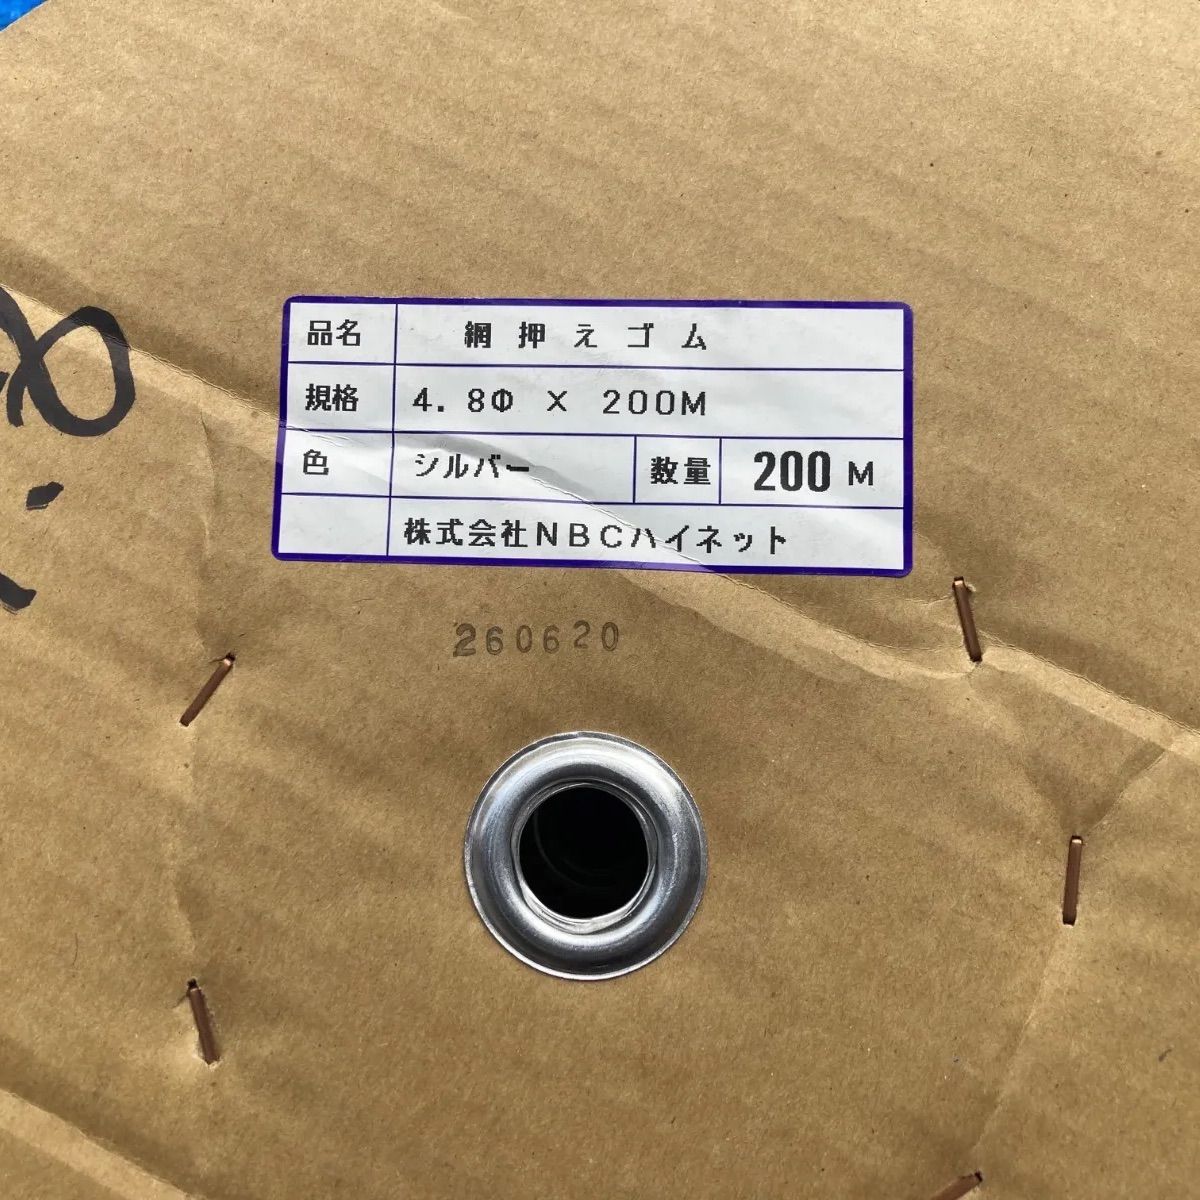 品名 網押えゴム
規格 4.8Φ × 200M
色 シルバー 数量 200 M
株式会社NBCハイネット
260620